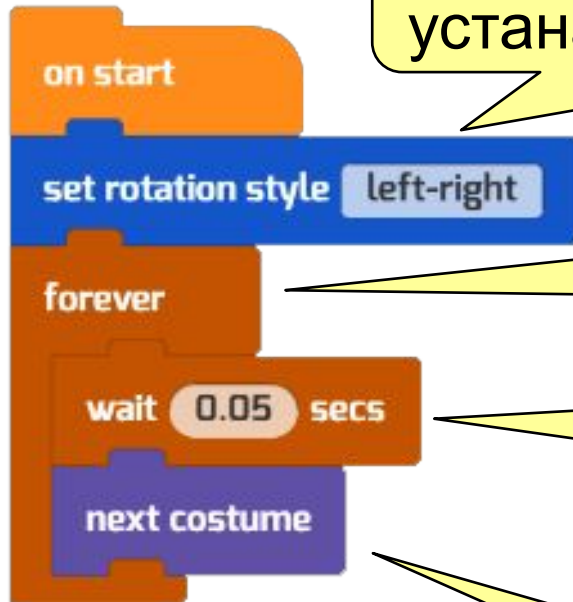 on start
set rotation style left-right
forever
wait 0.05 secs
next costume